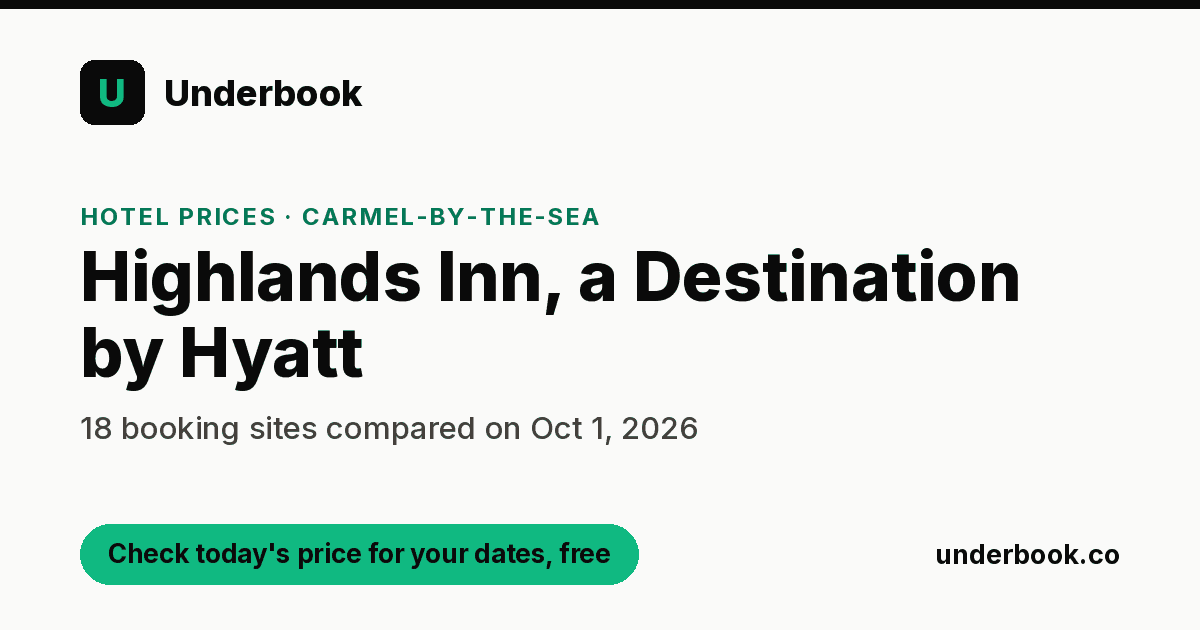 U
Underbook
HOTEL PRICES · CARMEL-BY-THE-SEA
Highlands Inn, a Destination
by Hyatt
18 booking sites compared on Oct 1, 2026
Check today's price for your dates, free
underbook.co